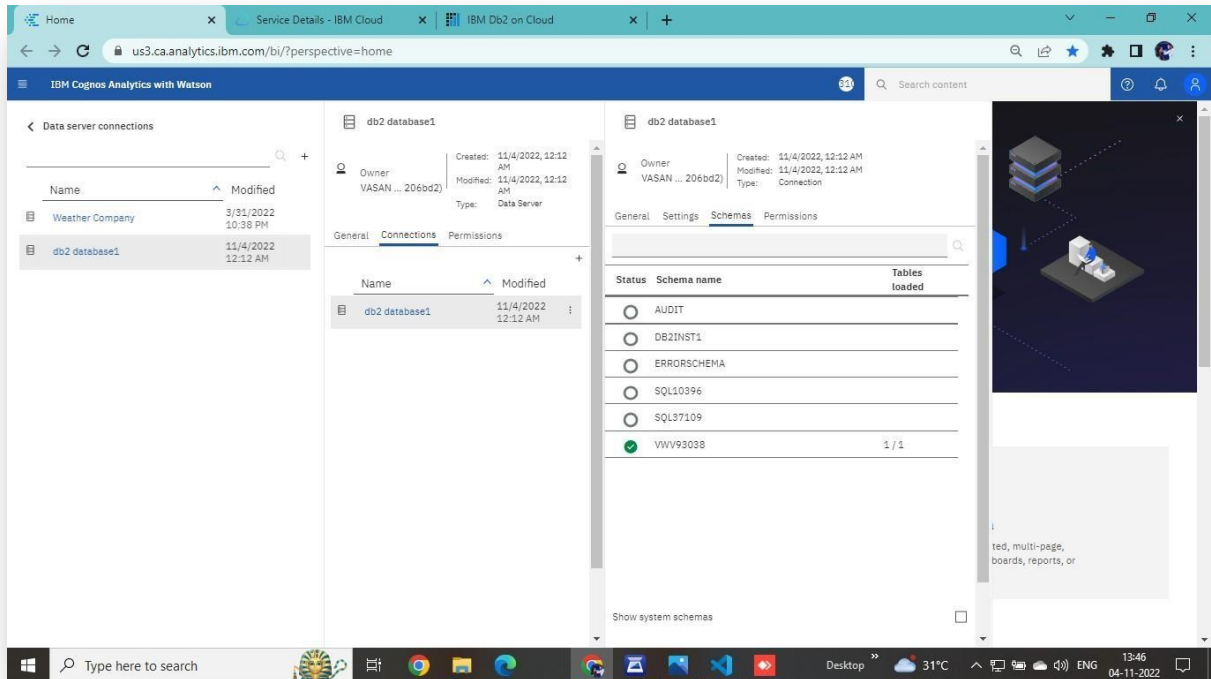 Home
Service Details - IBM Cloud
IBM Db2 on Cloud
us3.ca.analytics.ibm.com/bi/?perspective=home
IBM Cognos Analytics with Watson
310
Search content
Data server connections
Name
Modified
Weather Company
3/31/2022
10:38 PM
db2 database1
11/4/2022
12:12 AM
db2 database1
Owner
VASAN ... 206bd2)
Created: 11/4/2022, 12:12
AM
Modified: 11/4/2022, 12:12
AM
Type: Data Server
General Connections Permissions
Name
Modified
db2 database1
11/4/2022
12:12 AM
db2 database1
Owner
VASAN ... 206bd2)
Created: 11/4/2022, 12:12 AM
Modified: 11/4/2022, 12:12 AM
Type: Connection
General Settings Schemas Permissions
Status Schema name Tables
loaded
AUDIT
DB2INST1
ERRORSCHEMA
SQL10396
SQL37109
VWV93038 1 / 1
Show system schemas
ted, multi-page,
boards, reports, or
Type here to search
Desktop
31°C
ENG
13:46
04-11-2022